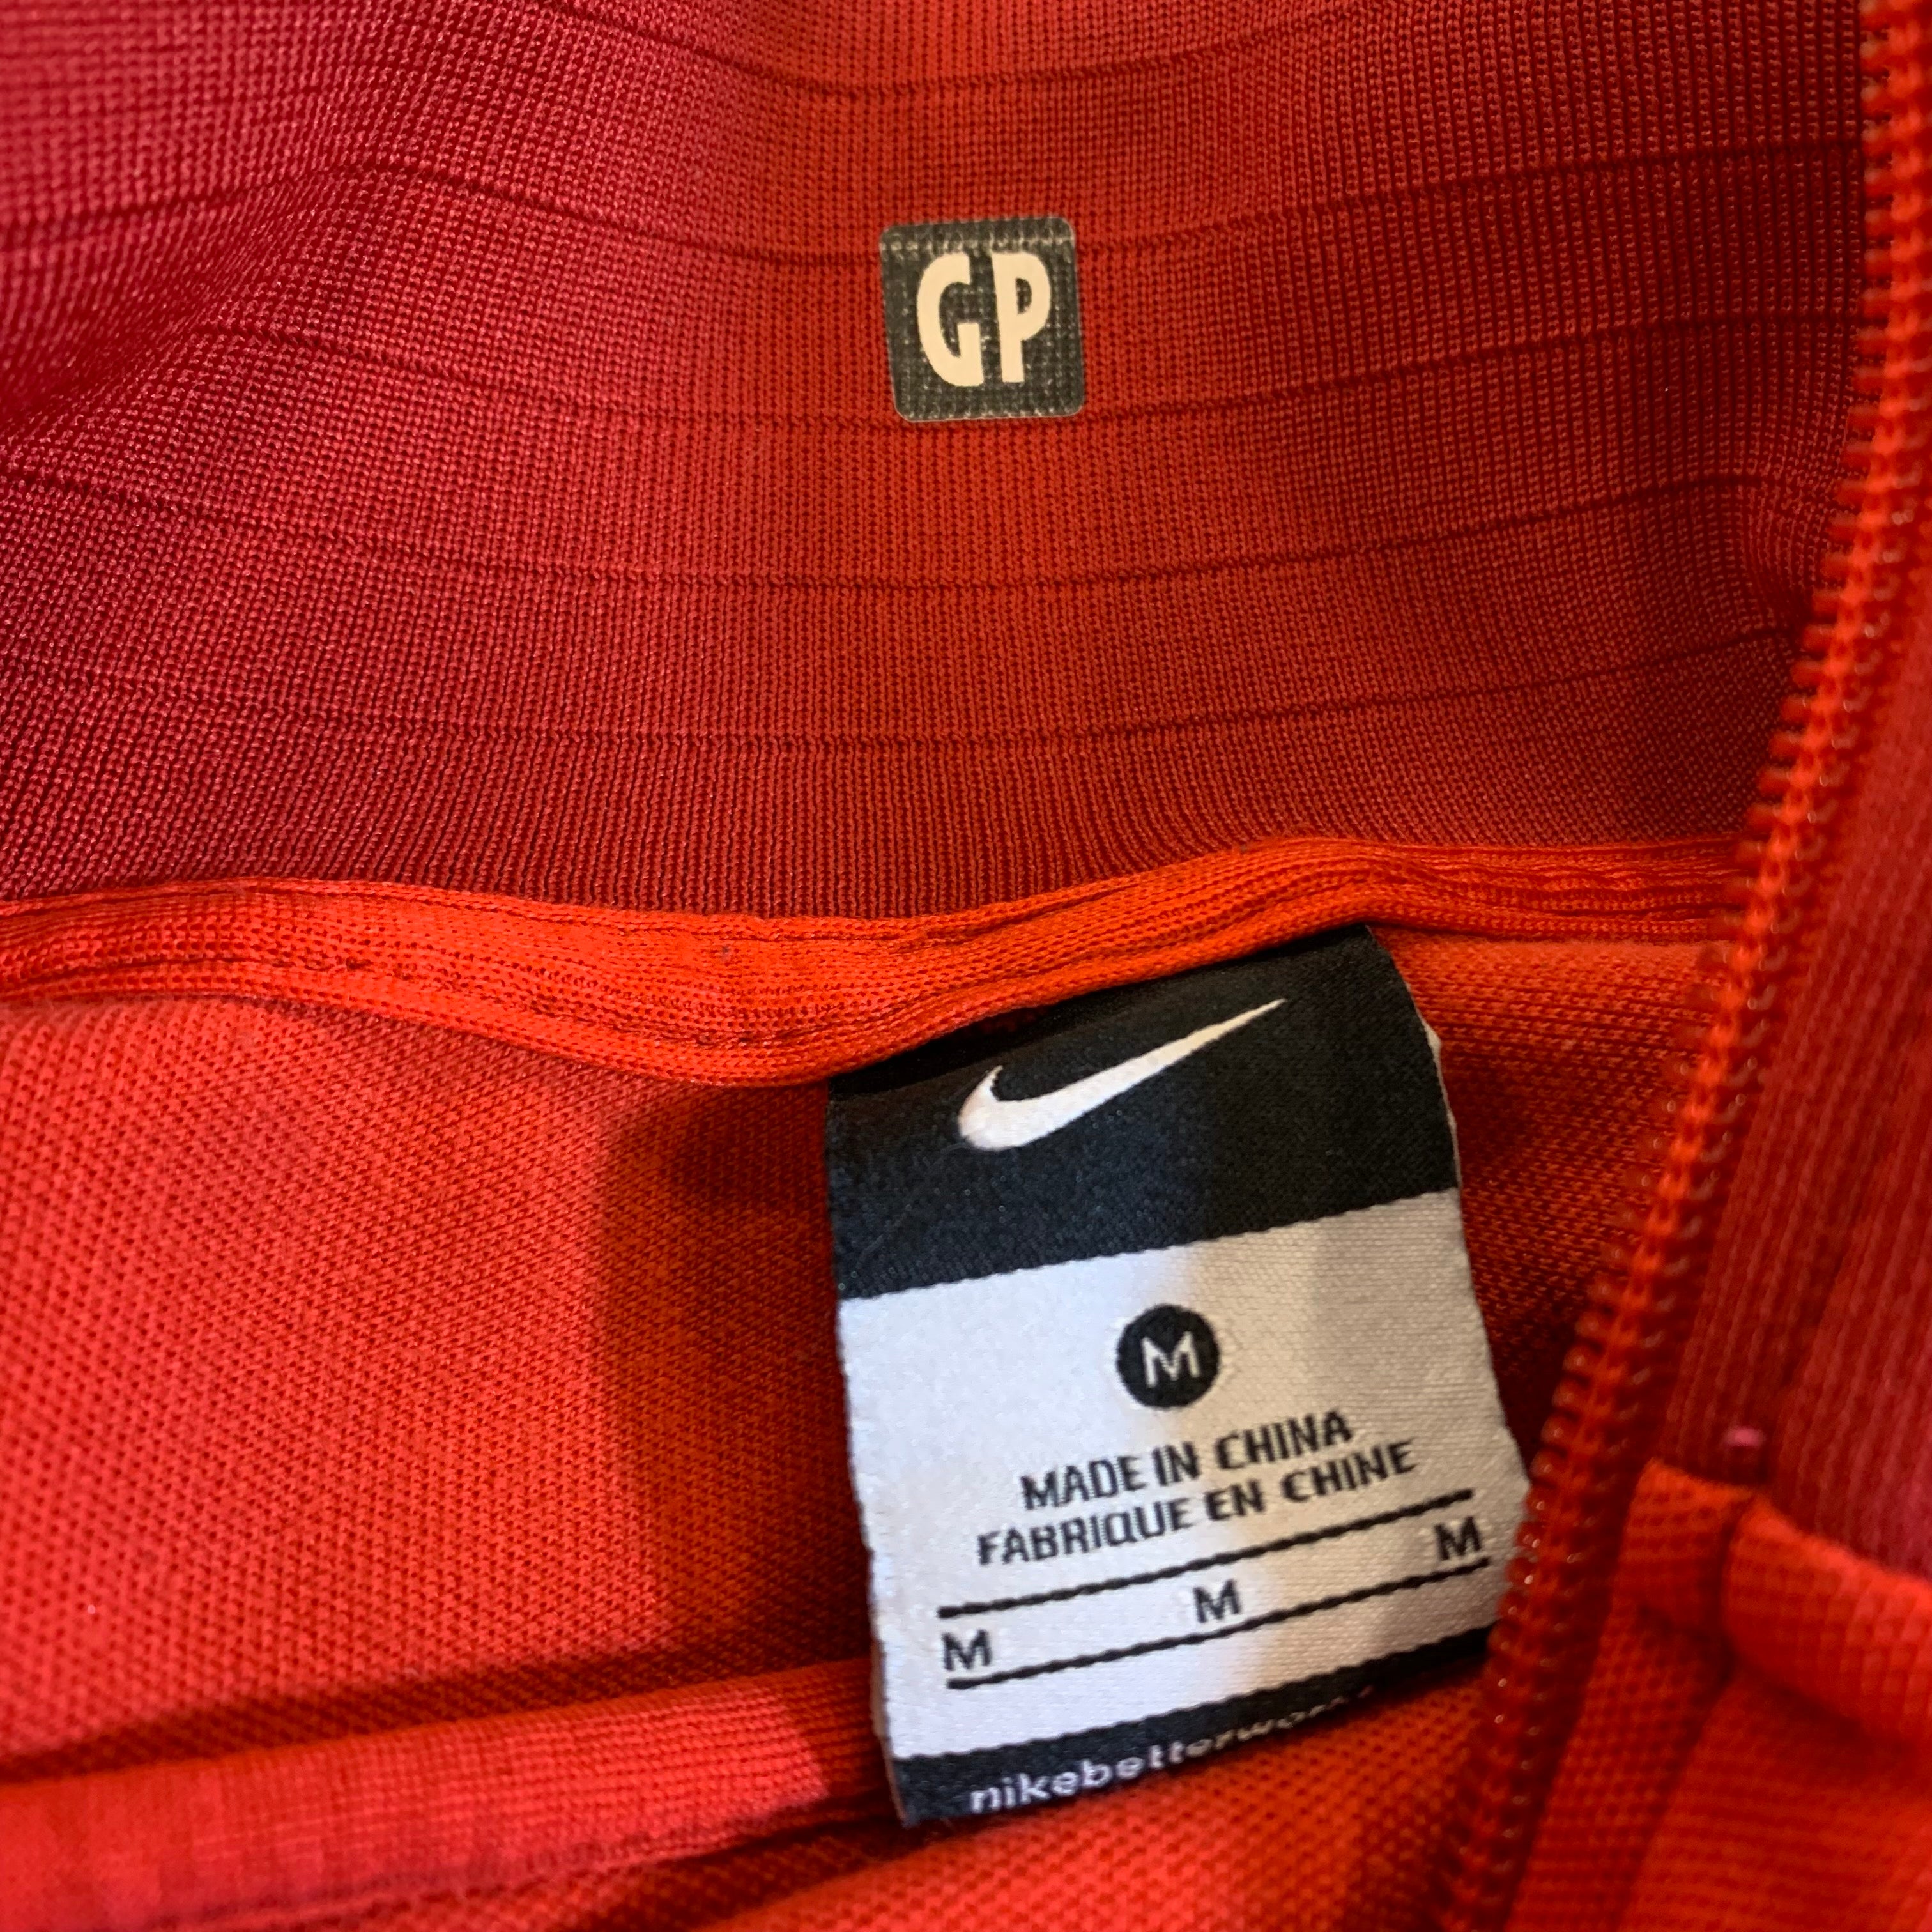 GP
M
MADE IN CHINA
FABRIQUE EN CHINE
M M M